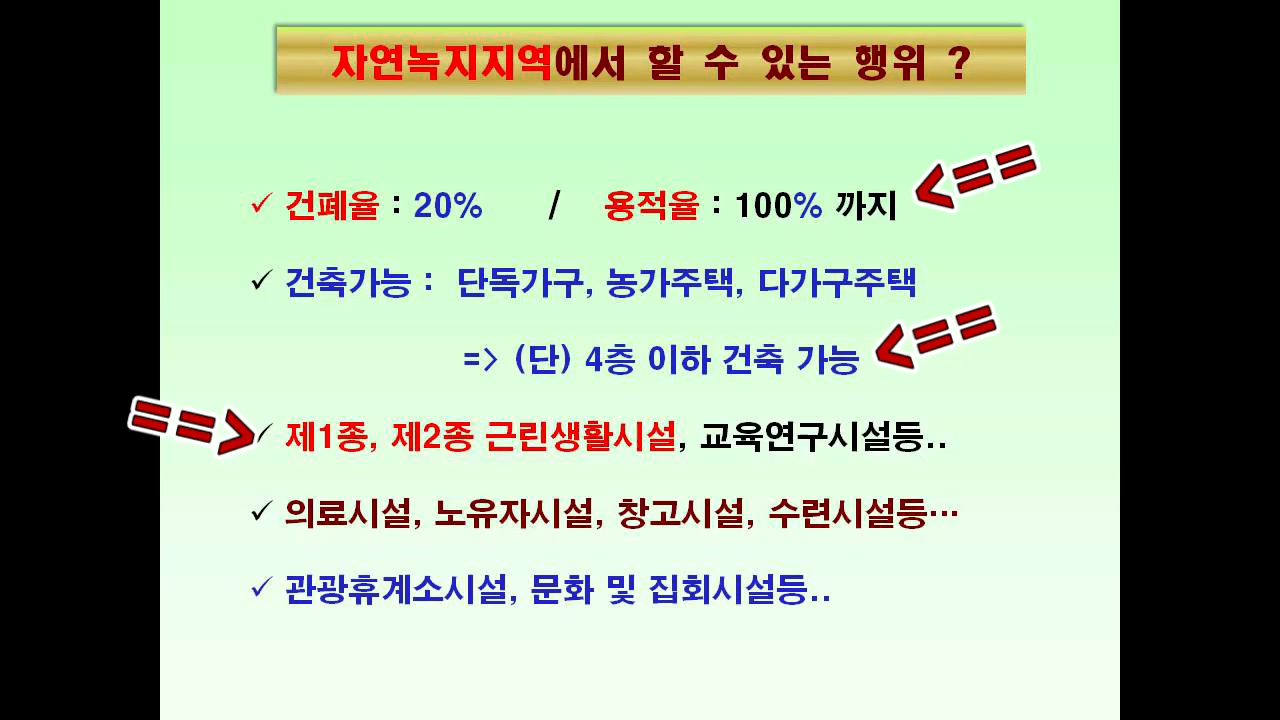 자연녹지지역에서 할 수 있는 행위 ?
✓ 건폐율 : 20% / 용적율 : 100% 까지 <==
✓ 건축가능 : 단독가구, 농가주택, 다가구주택
=> (단) 4층 이하 건축 가능 <==
==> ✓ 제1종, 제2종 근린생활시설, 교육연구시설등..
✓ 의료시설, 노유자시설, 창고시설, 수련시설등…
✓ 관광휴게소시설, 문화 및 집회시설등..